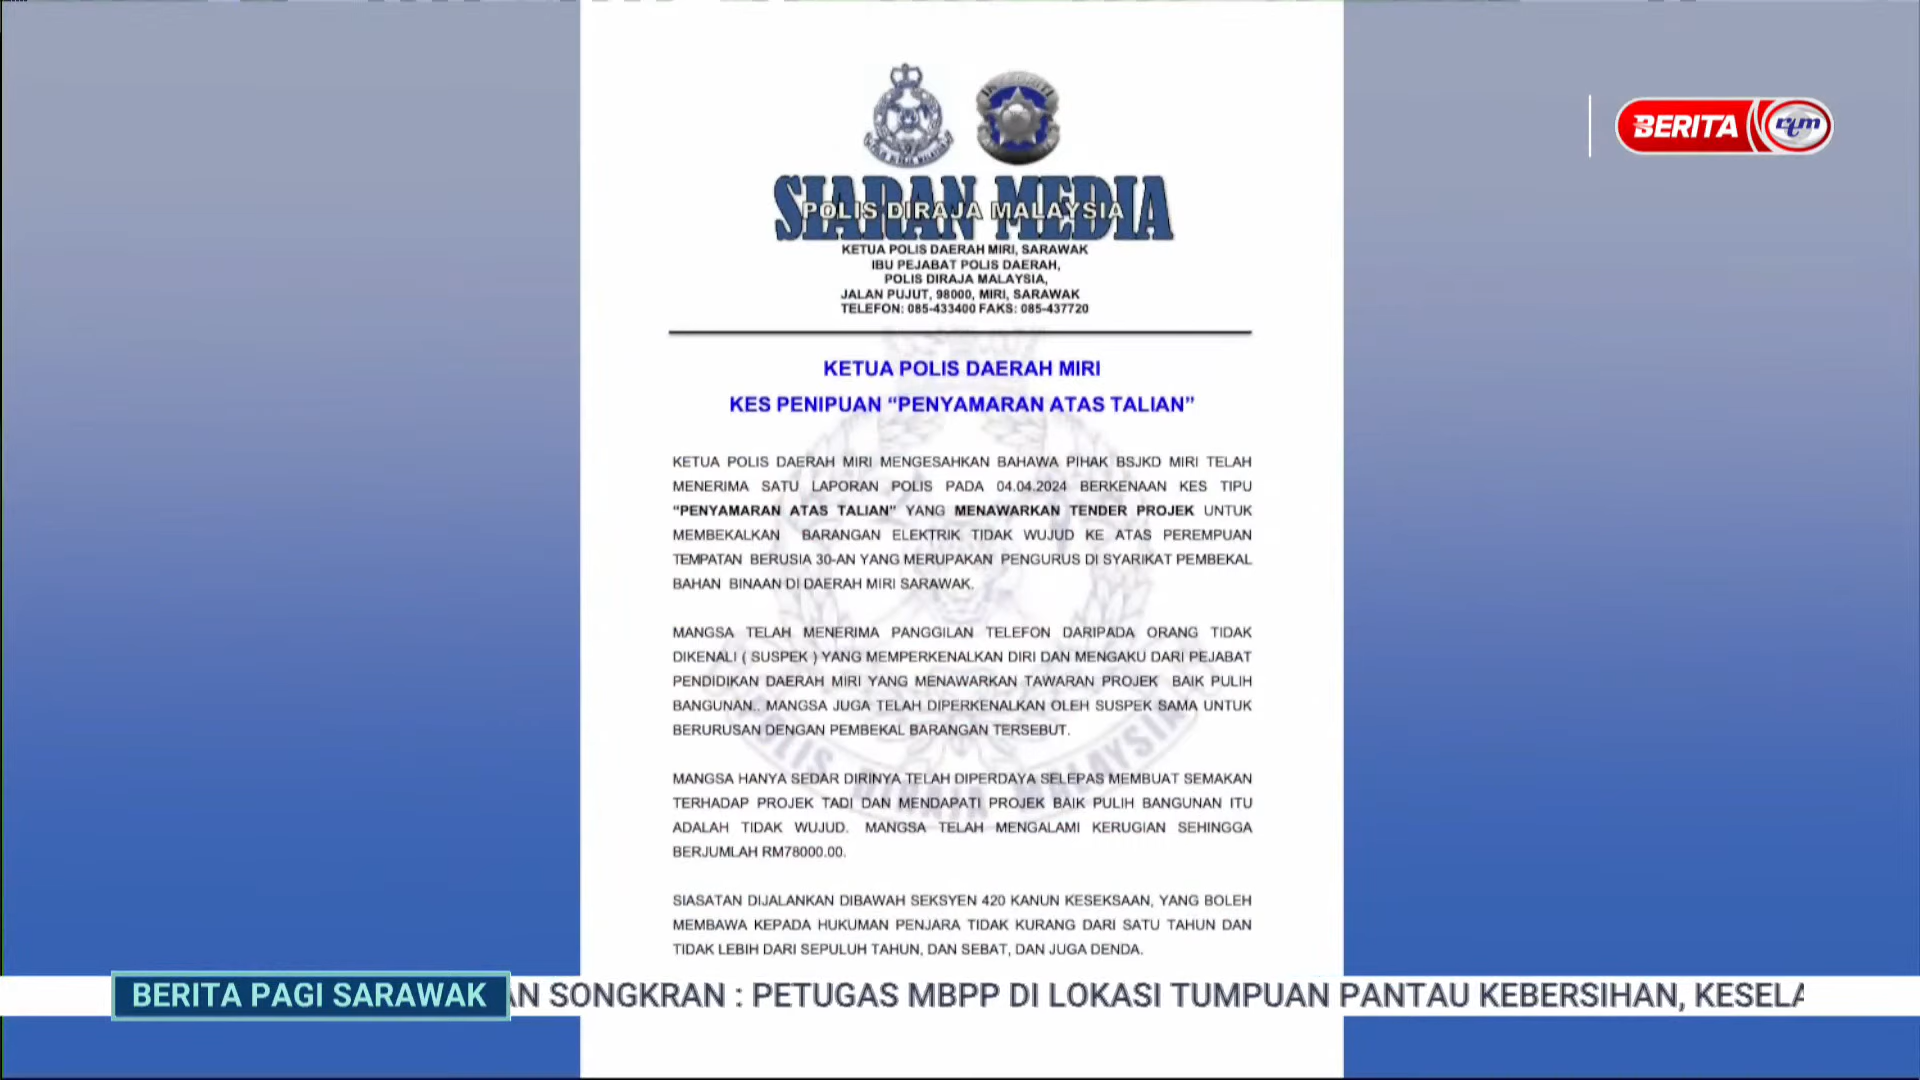 BERITA rtm
POLIS DIRAJA MALAYSIA
INTEGRITI
SIARAN MEDIA
POLIS DIRAJA MALAYSIA
KETUA POLIS DAERAH MIRI, SARAWAK
IBU PEJABAT POLIS DAERAH,
POLIS DIRAJA MALAYSIA,
JALAN PUJUT, 98000, MIRI, SARAWAK
TELEFON: 085-433400 FAKS: 085-437720
KETUA POLIS DAERAH MIRI
KES PENIPUAN “PENYAMARAN ATAS TALIAN”
KETUA POLIS DAERAH MIRI MENGESAHKAN BAHAWA PIHAK BSJKD MIRI TELAH
MENERIMA SATU LAPORAN POLIS PADA 04.04.2024 BERKENAAN KES TIPU
“PENYAMARAN ATAS TALIAN” YANG MENAWARKAN TENDER PROJEK UNTUK
MEMBEKALKAN BARANGAN ELEKTRIK TIDAK WUJUD KE ATAS PEREMPUAN
TEMPATAN BERUSIA 30-AN YANG MERUPAKAN PENGURUS DI SYARIKAT PEMBEKAL
BAHAN BINAAN DI DAERAH MIRI SARAWAK.
MANGSA TELAH MENERIMA PANGGILAN TELEFON DARIPADA ORANG TIDAK
DIKENALI ( SUSPEK ) YANG MEMPERKENALKAN DIRI DAN MENGAKU DARI PEJABAT
PENDIDIKAN DAERAH MIRI YANG MENAWARKAN TAWARAN PROJEK BAIK PULIH
BANGUNAN.. MANGSA JUGA TELAH DIPERKENALKAN OLEH SUSPEK SAMA UNTUK
BERURUSAN DENGAN PEMBEKAL BARANGAN TERSEBUT.
MANGSA HANYA SEDAR DIRINYA TELAH DIPERDAYA SELEPAS MEMBUAT SEMAKAN
TERHADAP PROJEK TADI DAN MENDAPATI PROJEK BAIK PULIH BANGUNAN ITU
ADALAH TIDAK WUJUD. MANGSA TELAH MENGALAMI KERUGIAN SEHINGGA
BERJUMLAH RM78000.00.
SIASATAN DIJALANKAN DIBAWAH SEKSYEN 420 KANUN KESEKSAAN, YANG BOLEH
MEMBAWA KEPADA HUKUMAN PENJARA TIDAK KURANG DARI SATU TAHUN DAN
TIDAK LEBIH DARI SEPULUH TAHUN, DAN SEBAT, DAN JUGA DENDA.
POLIS DIRAJA MALAYSIA
BERITA PAGI SARAWAK AN SONGKRAN : PETUGAS MBPP DI LOKASI TUMPUAN PANTAU KEBERSIHAN, KESELA